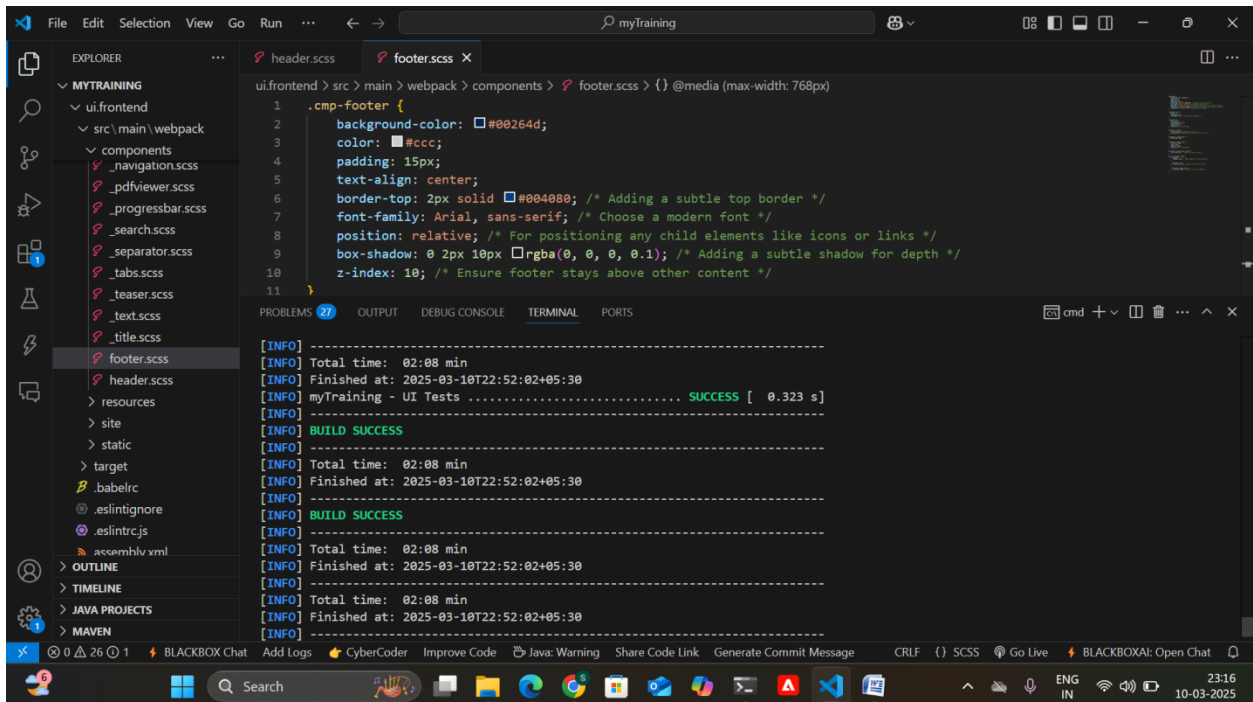 File Edit Selection View Go Run ··· myTraining
EXPLORER ···
MYTRAINING
ui.frontend
src\main\webpack
components
_navigation.scss
_pdfviewer.scss
_progressbar.scss
_search.scss
_separator.scss
_tabs.scss
_teaser.scss
_text.scss
_title.scss
footer.scss
header.scss
resources
site
static
target
.babelrc
.eslintignore
.eslintrc.js
assembly.xml
OUTLINE
TIMELINE
JAVA PROJECTS
MAVEN
header.scss footer.scss
ui.frontend > src > main > webpack > components > footer.scss > {} @media (max-width: 768px)
1 .cmp-footer {
2 background-color: #00264d;
3 color: #ccc;
4 padding: 15px;
5 text-align: center;
6 border-top: 2px solid #004080; /* Adding a subtle top border */
7 font-family: Arial, sans-serif; /* Choose a modern font */
8 position: relative; /* For positioning any child elements like icons or links */
9 box-shadow: 0 2px 10px rgba(0, 0, 0, 0.1); /* Adding a subtle shadow for depth */
10 z-index: 10; /* Ensure footer stays above other content */
11 }
PROBLEMS 27 OUTPUT DEBUG CONSOLE TERMINAL PORTS cmd
[INFO] ------------------------------------------------------------------------
[INFO] Total time: 02:08 min
[INFO] Finished at: 2025-03-10T22:52:02+05:30
[INFO] myTraining - UI Tests .............................. SUCCESS [ 0.323 s]
[INFO] ------------------------------------------------------------------------
[INFO] BUILD SUCCESS
[INFO] ------------------------------------------------------------------------
[INFO] Total time: 02:08 min
[INFO] Finished at: 2025-03-10T22:52:02+05:30
[INFO] ------------------------------------------------------------------------
[INFO] BUILD SUCCESS
[INFO] ------------------------------------------------------------------------
[INFO] Total time: 02:08 min
[INFO] Finished at: 2025-03-10T22:52:02+05:30
[INFO] ------------------------------------------------------------------------
[INFO] Total time: 02:08 min
[INFO] Finished at: 2025-03-10T22:52:02+05:30
[INFO] ------------------------------------------------------------------------
0 26 1 BLACKBOX Chat Add Logs CyberCoder Improve Code Java: Warning Share Code Link Generate Commit Message CRLF {} SCSS Go Live BLACKBOXAI: Open Chat
6 Search ENG 23:16
IN 10-03-2025